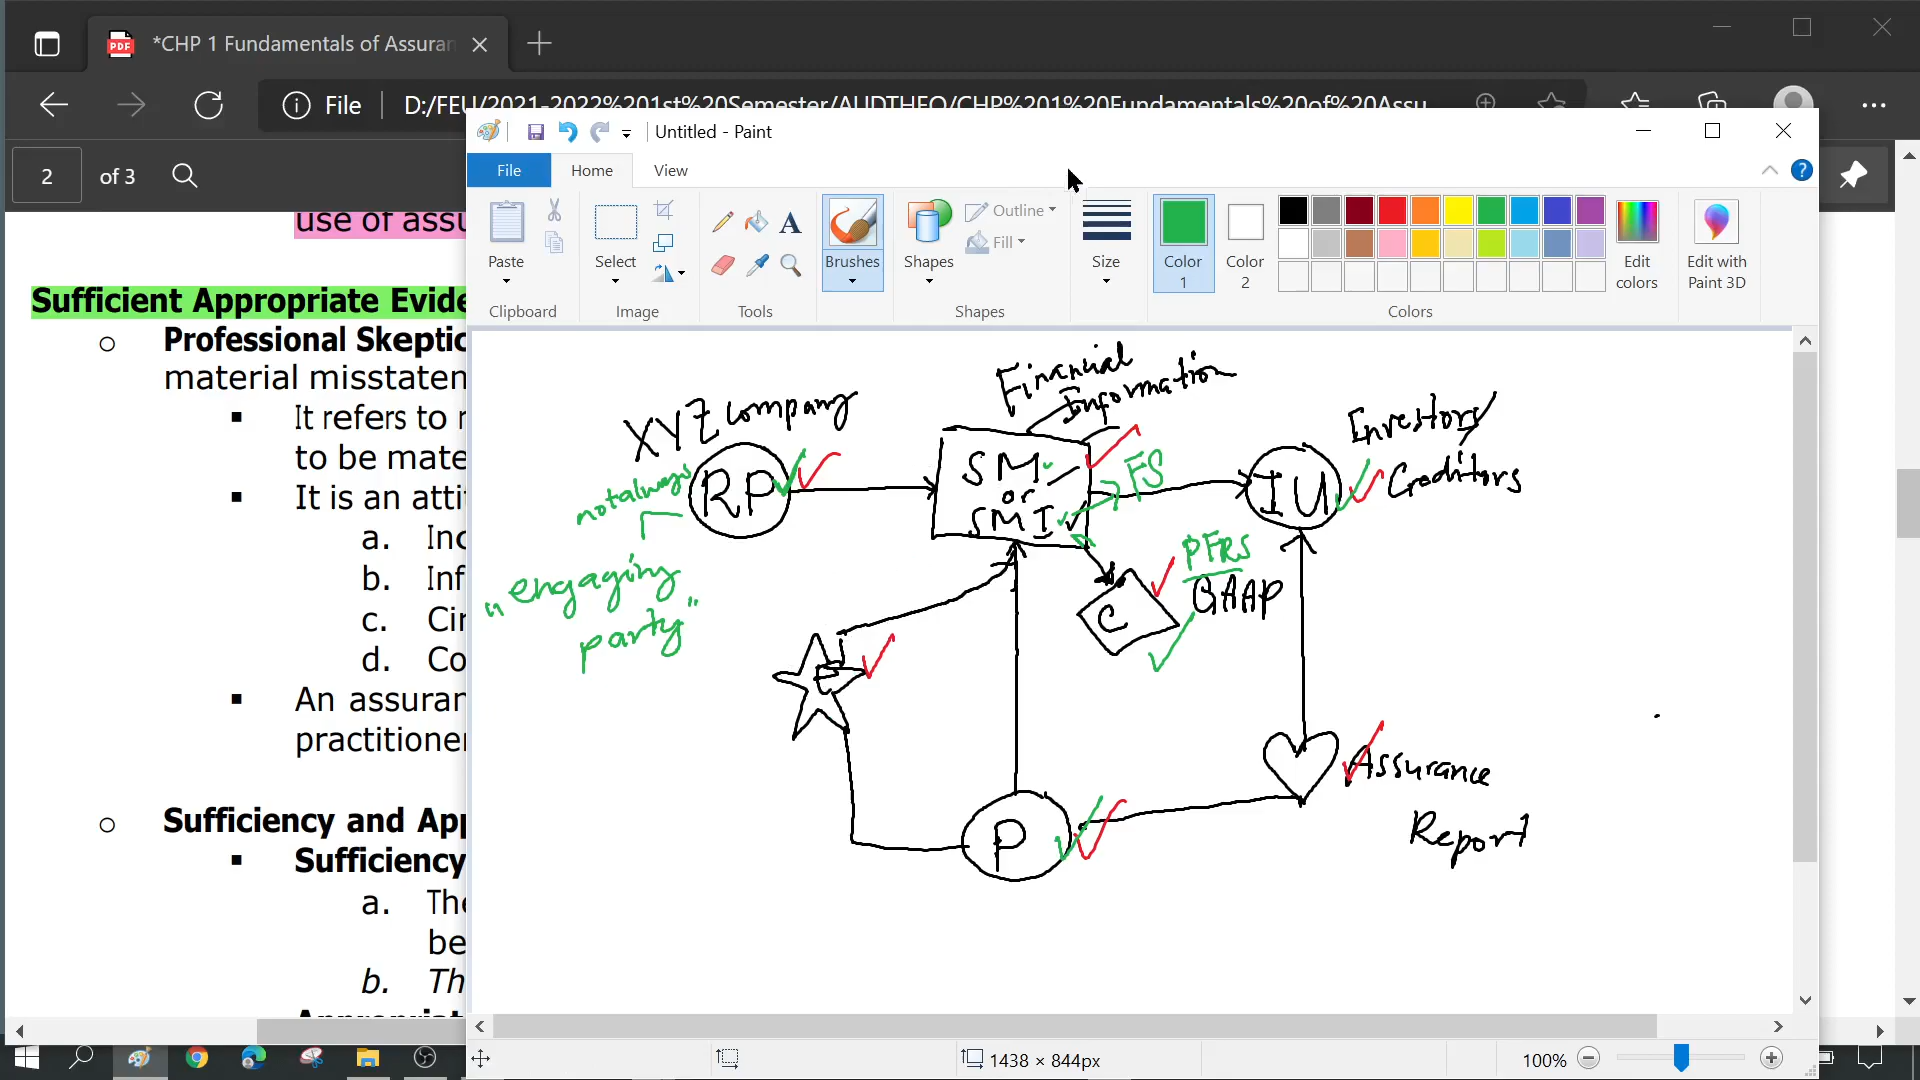 *CHP 1 Fundamentals of Assuran
File
D:/FEU/2021-2022%201st%20Semester/AUDTHEO/CHP%201%20Fundamentals%20of%20Assu
2 of 3
use of assu
Sufficient Appropriate Evide
Professional Skeptic
material misstatem
It refers to r
to be mate
It is an atti
a. Inc
b. Inf
c. Cir
d. Co
An assuran
practitioner
Sufficiency and App
Sufficiency
a. The
be
b. Th
Untitled - Paint
File Home View
Paste
Select
Brushes
Shapes
Outline
Fill
Size
Color 1
Color 2
Edit colors
Edit with Paint 3D
Clipboard Image Tools Shapes Colors
Financial
Information
XYZ company
Investors
Creditors
RP
SM
or
SMI
FS
IU
not always
"engaging
party"
PFRS
GAAP
C
E
P
Assurance
Report
1438 × 844px
100%